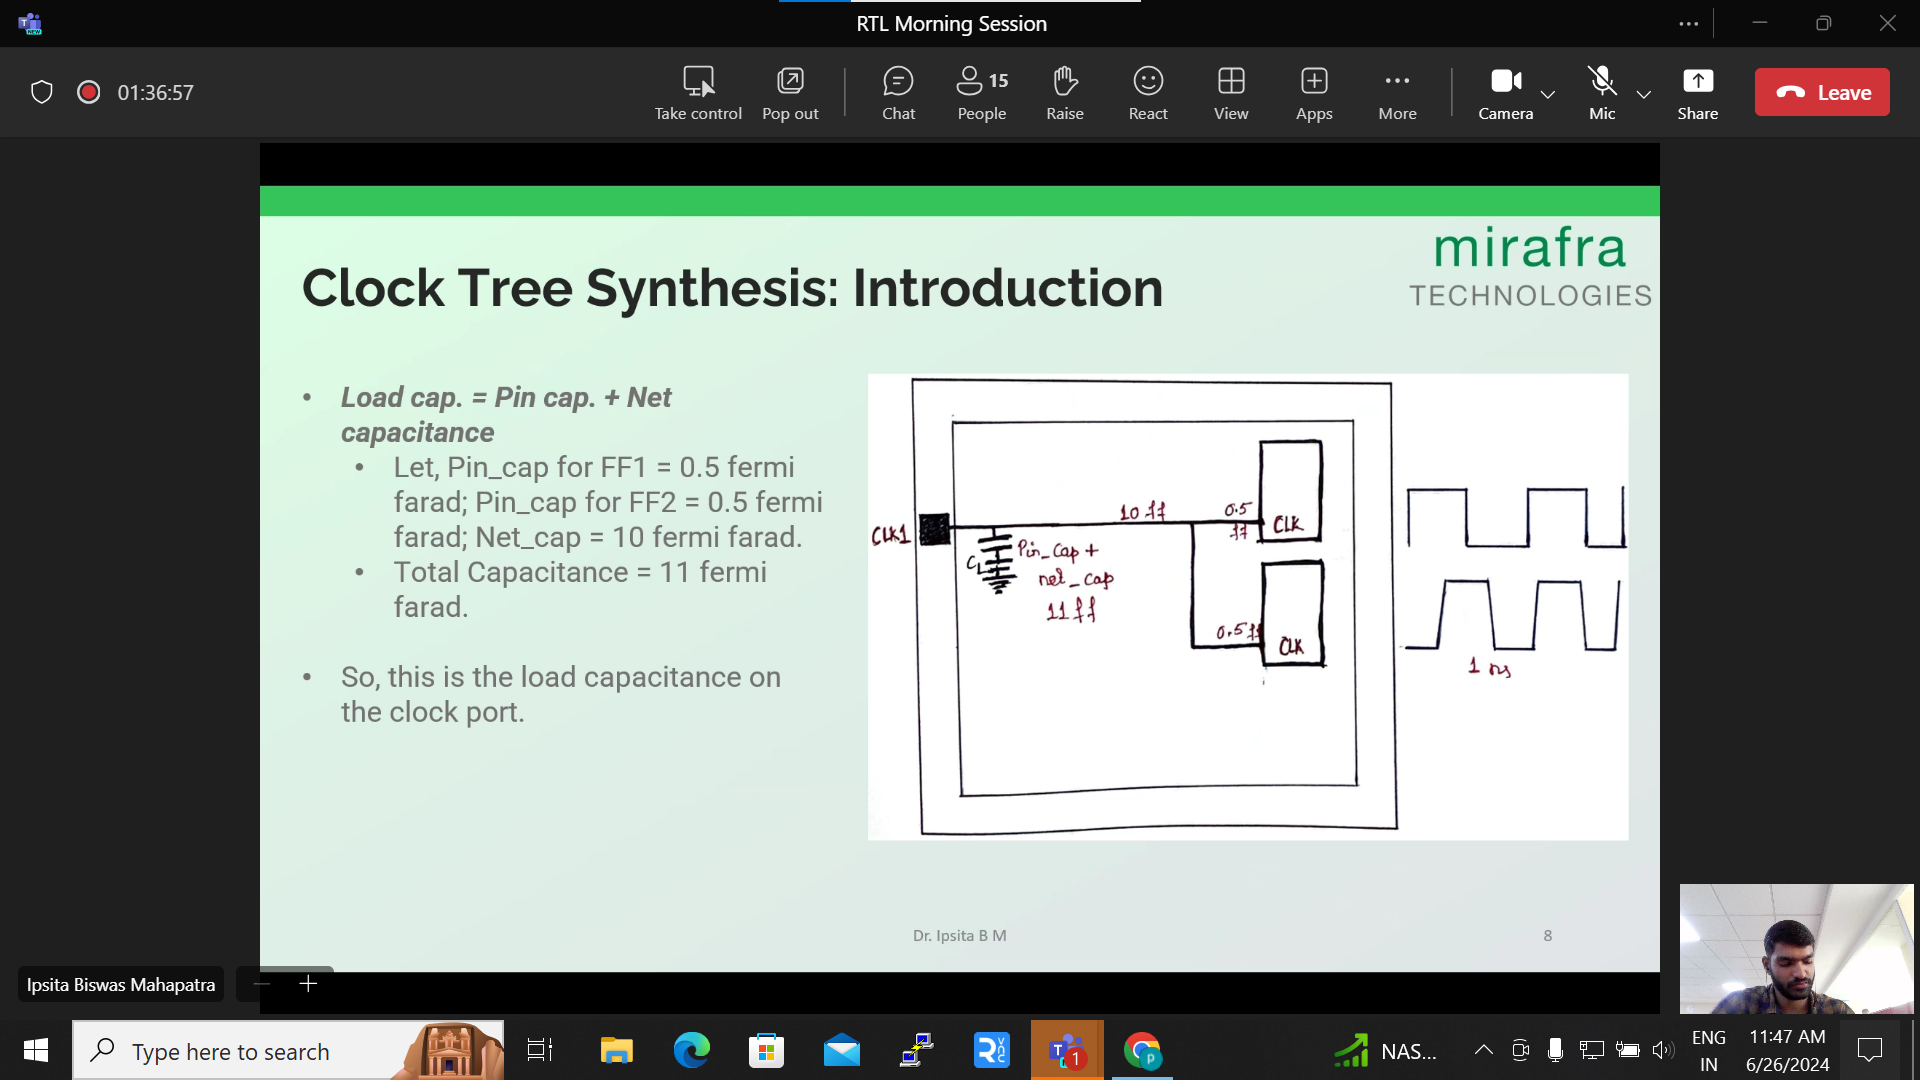 RTL Morning Session
01:36:57
Take control
Pop out
Chat
15
People
Raise
React
View
Apps
More
Camera
Mic
Share
Leave
mirafra
TECHNOLOGIES
Clock Tree Synthesis: Introduction
• Load cap. = Pin cap. + Net
capacitance
• Let, Pin_cap for FF1 = 0.5 fermi
farad; Pin_cap for FF2 = 0.5 fermi
farad; Net_cap = 10 fermi farad.
• Total Capacitance = 11 fermi
farad.
• So, this is the load capacitance on
the clock port.
CLK1
10 ff
0.5
ff
CLK
CL
Pin_Cap +
net_cap
11 ff
0.5 ff
CLK
1 ns
Dr. Ipsita B M
8
Ipsita Biswas Mahapatra
Type here to search
NAS...
ENG
IN
11:47 AM
6/26/2024